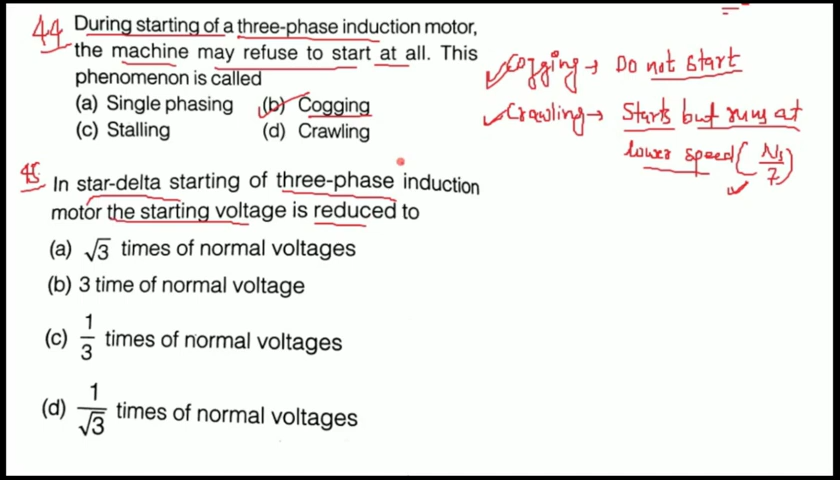 44 During starting of a three-phase induction motor,
the machine may refuse to start at all. This
phenomenon is called
(a) Single phasing (b) Cogging
(c) Stalling (d) Crawling
Cogging → Do not start
Crawling → Starts but runs at
lower speed (Ns/7)
45 In star-delta starting of three-phase induction
motor the starting voltage is reduced to
(a) √3 times of normal voltages
(b) 3 time of normal voltage
(c) 1/3 times of normal voltages
(d) 1/√3 times of normal voltages